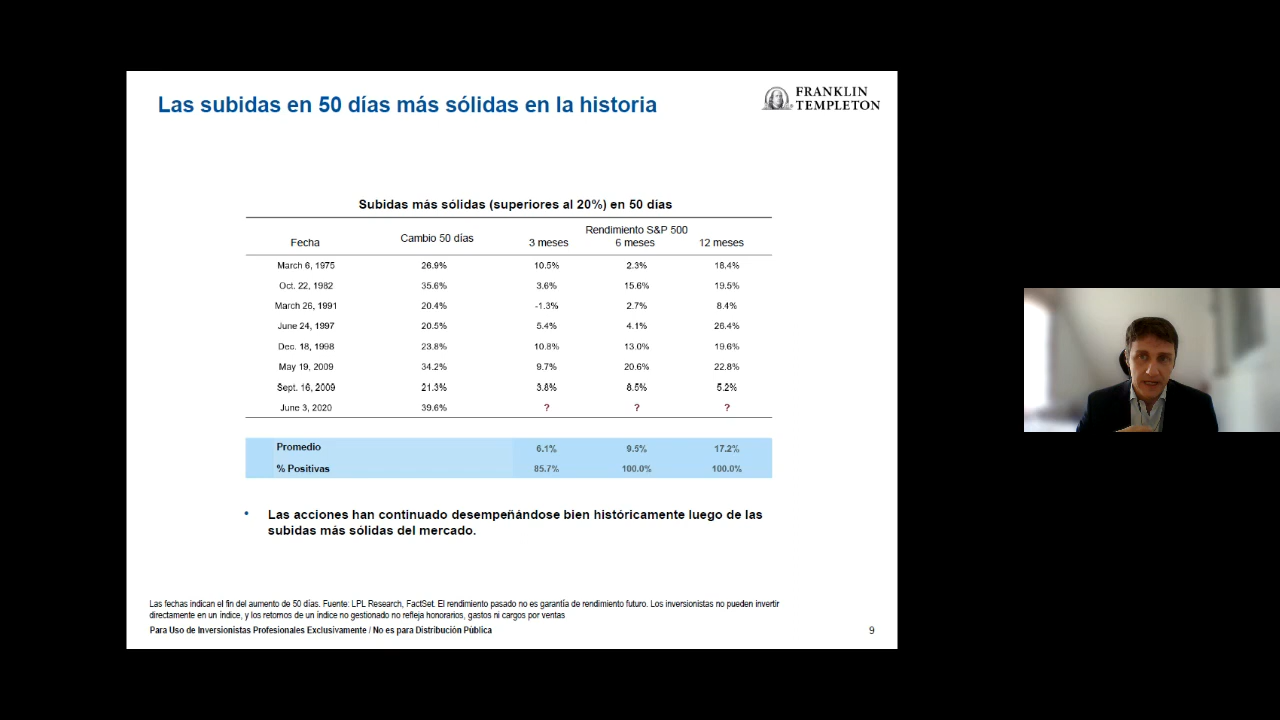 Las subidas en 50 días más sólidas en la historia
FRANKLIN
TEMPLETON
Subidas más sólidas (superiores al 20%) en 50 días
Rendimiento S&P 500
Fecha Cambio 50 días 3 meses 6 meses 12 meses
March 6, 1975 26.9% 10.5% 2.3% 18.4%
Oct. 22, 1982 35.6% 3.6% 15.6% 19.5%
March 26, 1991 20.4% -1.3% 2.7% 8.4%
June 24, 1997 20.5% 5.4% 4.1% 26.4%
Dec. 18, 1998 23.8% 10.8% 13.0% 19.6%
May 19, 2009 34.2% 9.7% 20.6% 22.8%
Sept. 16, 2009 21.3% 3.8% 8.5% 5.2%
June 3, 2020 39.6% ? ? ?
Promedio 6.1% 9.5% 17.2%
% Positivas 85.7% 100.0% 100.0%
• Las acciones han continuado desempeñándose bien históricamente luego de las
subidas más sólidas del mercado.
Las fechas indican el fin del aumento de 50 días. Fuente: LPL Research, FactSet. El rendimiento pasado no es garantía de rendimiento futuro. Los inversionistas no pueden invertir
directamente en un índice, y los retornos de un índice no gestionado no refleja honorarios, gastos ni cargos por ventas
Para Uso de Inversionistas Profesionales Exclusivamente / No es para Distribución Pública
9